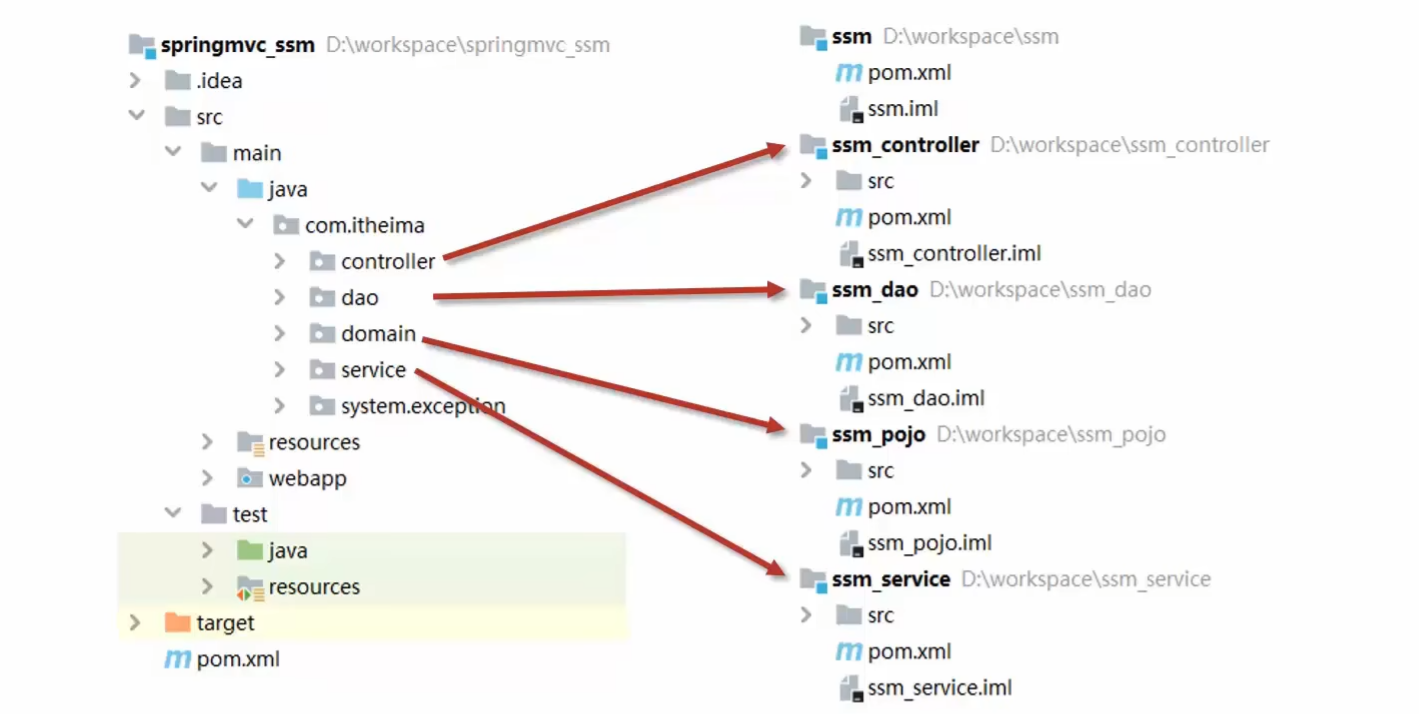 springmvc_ssm D:\workspace\springmvc_ssm
.idea
src
main
java
com.itheima
controller
dao
domain
service
system.exception
resources
webapp
test
java
resources
target
pom.xml
ssm D:\workspace\ssm
pom.xml
ssm.iml
ssm_controller D:\workspace\ssm_controller
src
pom.xml
ssm_controller.iml
ssm_dao D:\workspace\ssm_dao
src
pom.xml
ssm_dao.iml
ssm_pojo D:\workspace\ssm_pojo
src
pom.xml
ssm_pojo.iml
ssm_service D:\workspace\ssm_service
src
pom.xml
ssm_service.iml